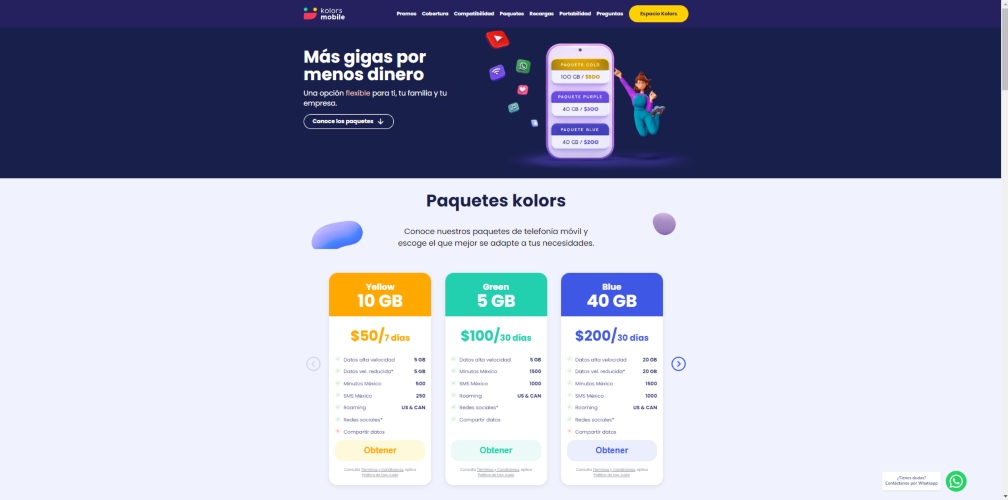 kolors
mobile
Promos Cobertura Compatibilidad Paquetes Recargas Portabilidad Preguntas Espacio Kolors
Más gigas por
menos dinero
Una opción flexible para ti, tu familia y tu
empresa.
Conoce los paquetes
PAQUETE GOLD
100 GB / $500
PAQUETE PURPLE
40 GB / $300
PAQUETE BLUE
40 GB / $200
Paquetes kolors
Conoce nuestros paquetes de telefonía móvil y
escoge el que mejor se adapte a tus necesidades.
Yellow
10 GB
$50/7 días
Datos alta velocidad 5 GB
Datos vel. reducida* 5 GB
Minutos México 500
SMS México 250
Roaming US & CAN
Redes sociales*
Compartir datos
Obtener
Consulta Términos y Condiciones, aplica
Política de Uso Justo
Green
5 GB
$100/30 días
Datos alta velocidad 5 GB
Minutos México 1500
SMS México 1000
Roaming US & CAN
Redes sociales*
Compartir datos
Obtener
Consulta Términos y Condiciones, aplica
Política de Uso Justo
Blue
40 GB
$200/30 días
Datos alta velocidad 20 GB
Datos vel. reducida* 20 GB
Minutos México 1500
SMS México 1000
Roaming US & CAN
Redes sociales*
Compartir datos
Obtener
Consulta Términos y Condiciones, aplica
Política de Uso Justo
¿Tienes dudas?
Contáctanos por Whatsapp